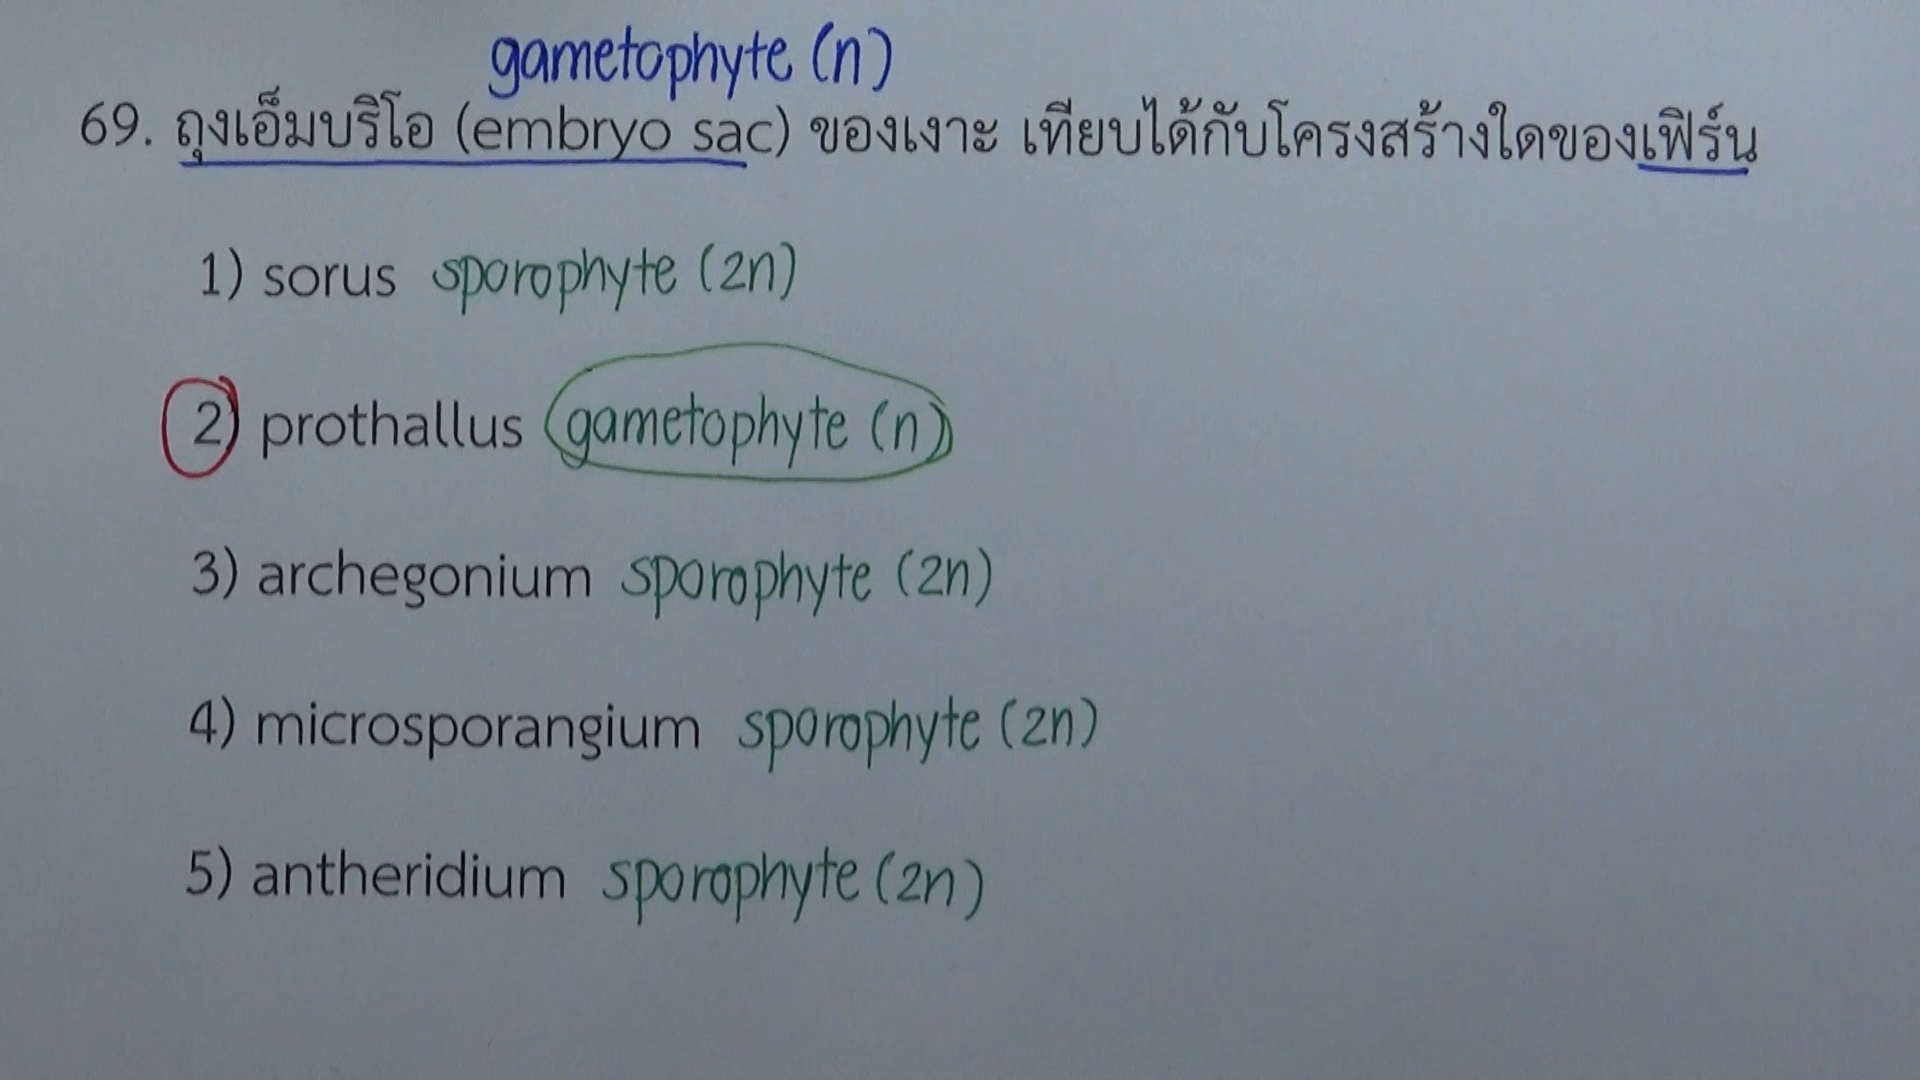 gametophyte (n)
69. ถุงเอ็มบริโอ (embryo sac) ของเงาะ เทียบได้กับโครงสร้างใดของเฟิร์น
1) sorus sporophyte (2n)
2) prothallus gametophyte (n)
3) archegonium sporophyte (2n)
4) microsporangium sporophyte (2n)
5) antheridium sporophyte (2n)